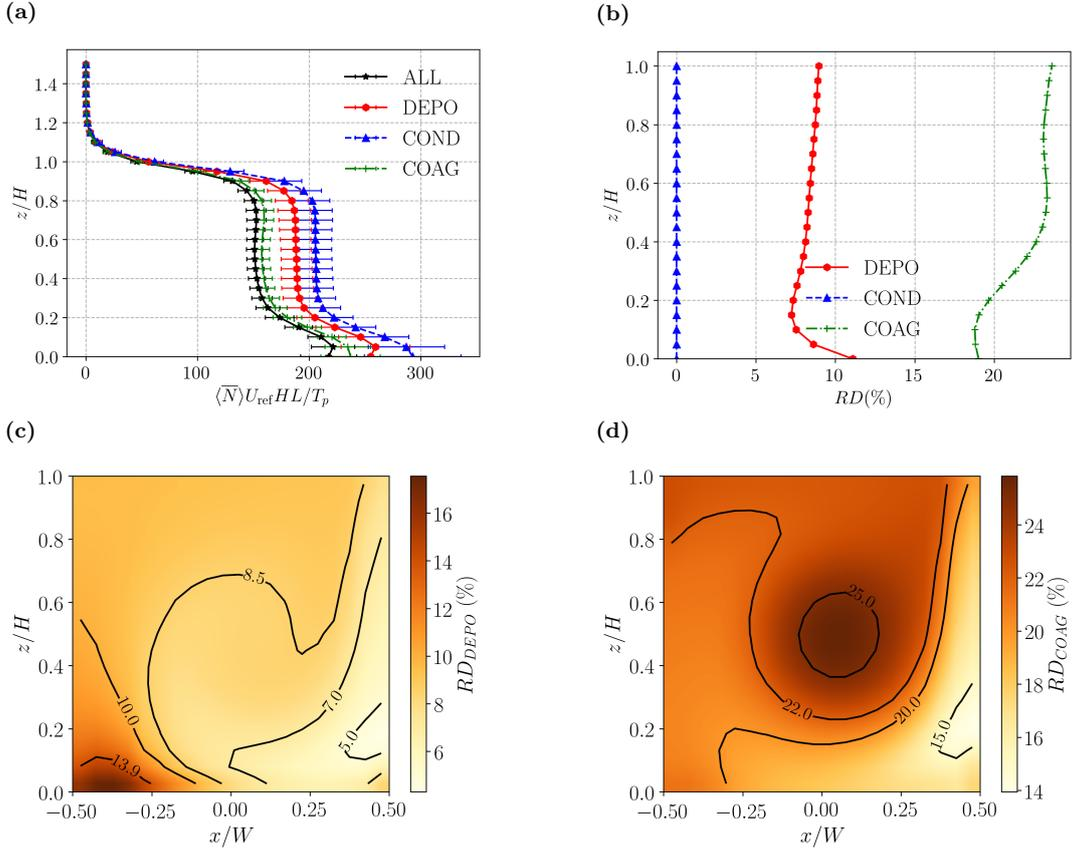 (a)
1.4
1.2
1.0
0.8
0.6
0.4
0.2
0.0
z/H
0 100 200 300
⟨N̅⟩U_ref HL/T_p
ALL
DEPO
COND
COAG
(b)
1.0
0.8
0.6
0.4
0.2
0.0
z/H
0 5 10 15 20
RD(%)
DEPO
COND
COAG
(c)
1.0
0.8
0.6
0.4
0.2
0.0
z/H
−0.50 −0.25 0.00 0.25 0.50
x/W
8.5
10.0
7.0
5.0
13.9
16
14
12
10
8
6
RD_DEPO (%)
(d)
1.0
0.8
0.6
0.4
0.2
0.0
z/H
−0.50 −0.25 0.00 0.25 0.50
x/W
25.0
22.0
20.0
15.0
24
22
20
18
16
14
RD_COAG (%)